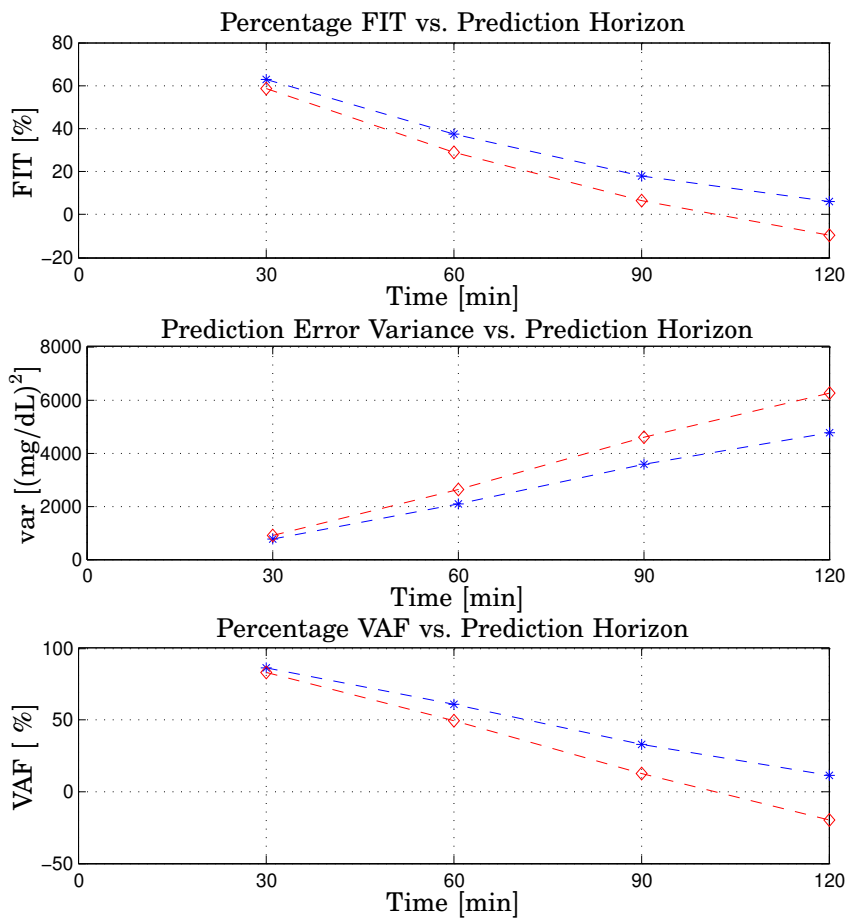 Percentage FIT vs. Prediction Horizon
80
60
40
20
0
−20
FIT [%]
0 30 60 90 120
Time [min]
Prediction Error Variance vs. Prediction Horizon
8000
6000
4000
2000
0
var [(mg/dL)²]
0 30 60 90 120
Time [min]
Percentage VAF vs. Prediction Horizon
100
50
0
−50
VAF [ %]
0 30 60 90 120
Time [min]